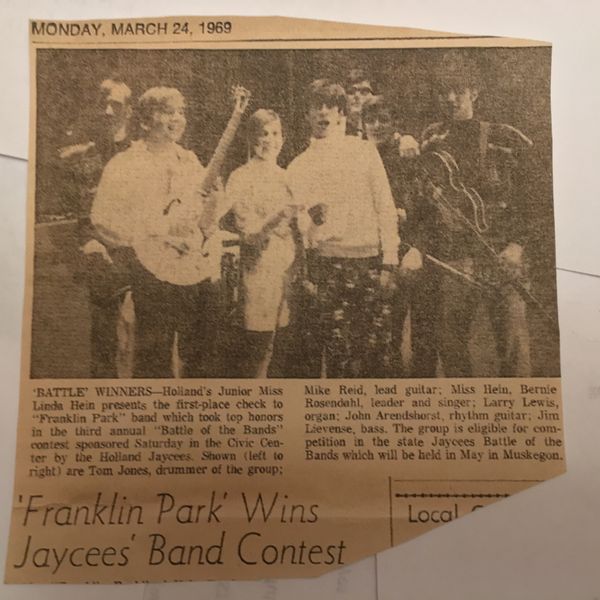 MONDAY, MARCH 24, 1969
'BATTLE' WINNERS—Holland's Junior Miss
Linda Hein presents the first-place check to
"Franklin Park" band which took top honors
in the third annual "Battle of the Bands"
contest sponsored Saturday in the Civic Cen-
ter by the Holland Jaycees. Shown (left to
right) are Tom Jones, drummer of the group;
Mike Reid, lead guitar; Miss Hein, Bernie
Rosendahl, leader and singer; Larry Lewis,
organ; John Arendshorst, rhythm guitar; Jim
Lievense, bass. The group is eligible for com-
petition in the state Jaycees Battle of the
Bands which will be held in May in Muskegon.
'Franklin Park' Wins
Jaycees' Band Contest
Local